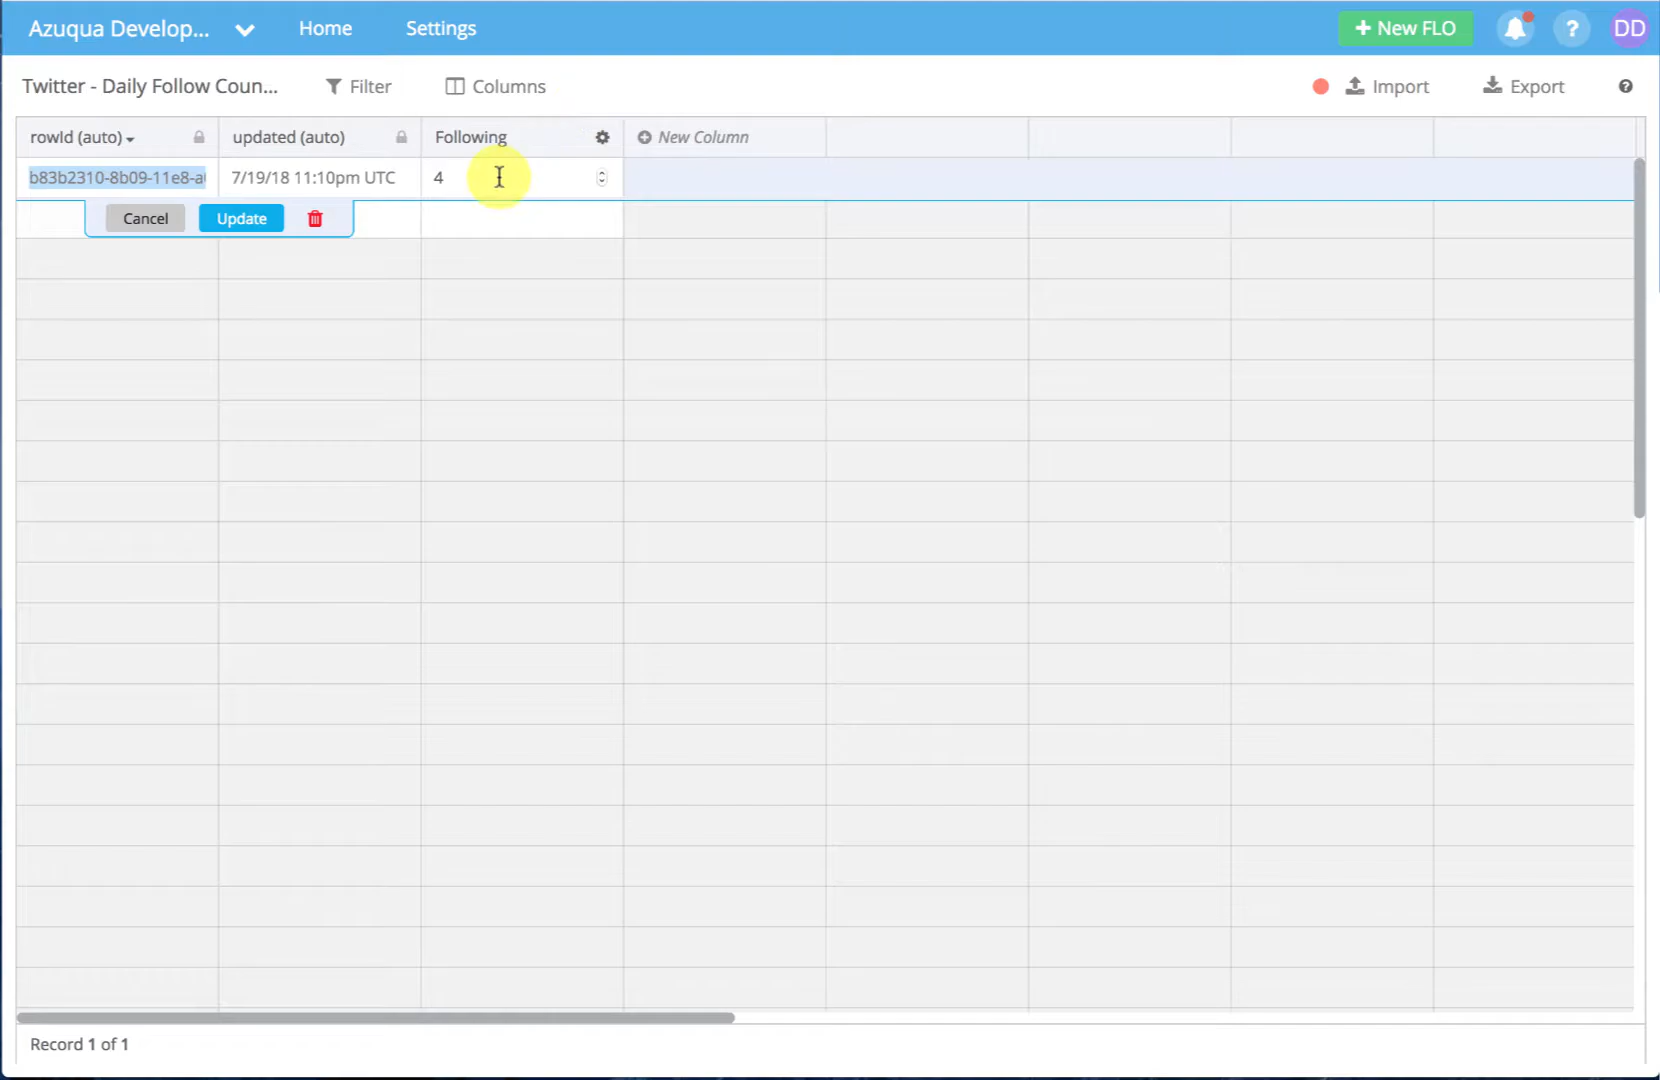 Azuqua Develop... Home Settings + New FLO ? DD
Twitter - Daily Follow Coun... Filter Columns Import Export ?
rowId (auto) updated (auto) Following New Column
b83b2310-8b09-11e8-a 7/19/18 11:10pm UTC 4
Cancel Update
Record 1 of 1